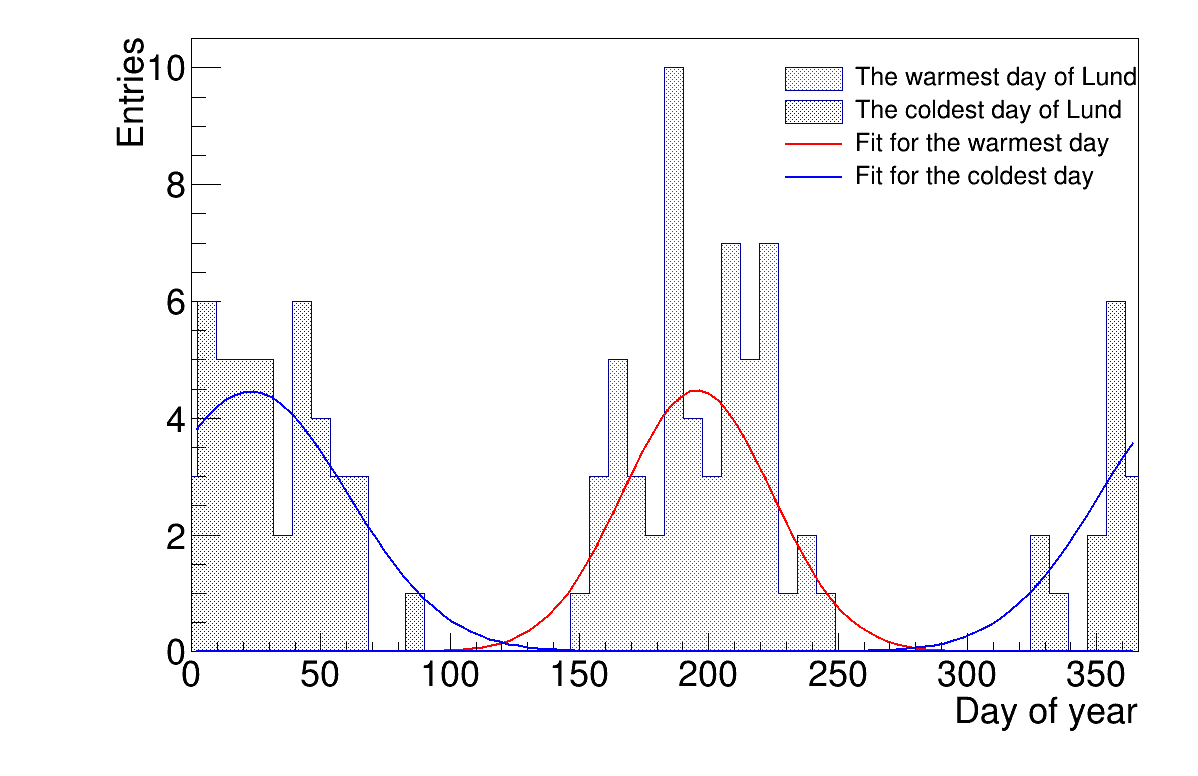 Entries
10
8
6
4
2
0
The warmest day of Lund
The coldest day of Lund
Fit for the warmest day
Fit for the coldest day
0 50 100 150 200 250 300 350
Day of year